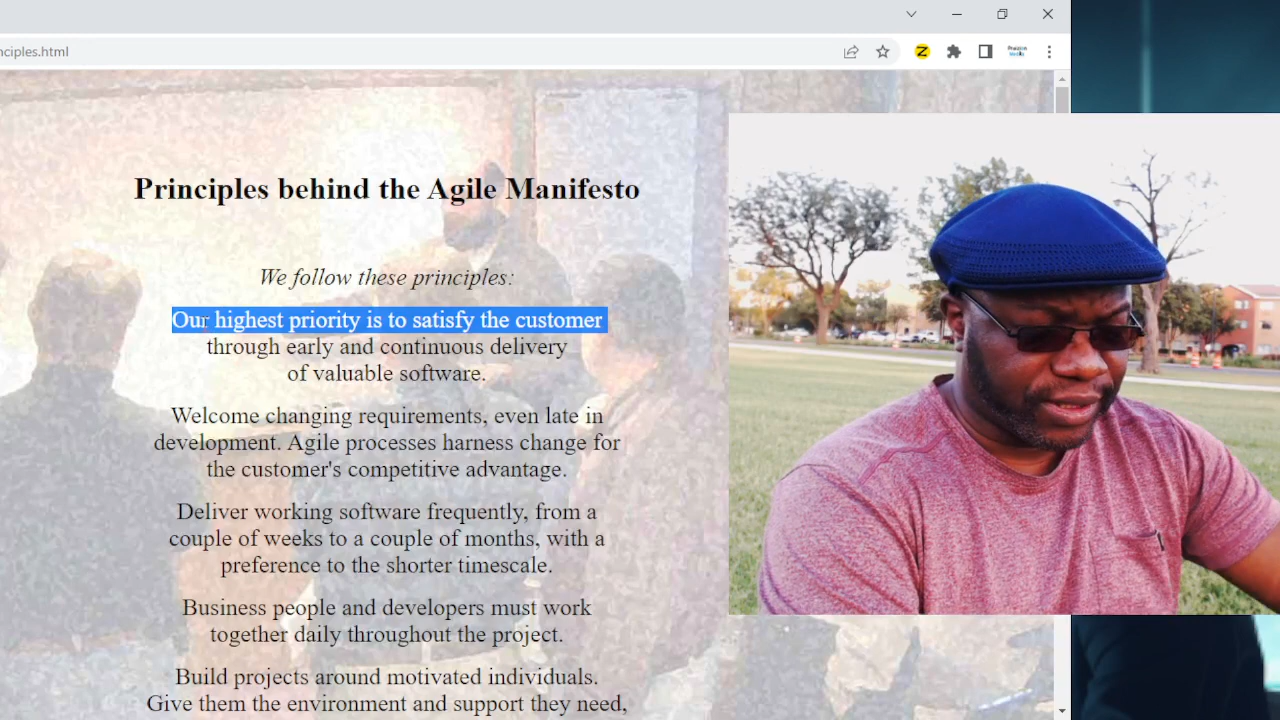 nciples.html
Principles behind the Agile Manifesto
We follow these principles:
Our highest priority is to satisfy the customer
through early and continuous delivery
of valuable software.
Welcome changing requirements, even late in
development. Agile processes harness change for
the customer's competitive advantage.
Deliver working software frequently, from a
couple of weeks to a couple of months, with a
preference to the shorter timescale.
Business people and developers must work
together daily throughout the project.
Build projects around motivated individuals.
Give them the environment and support they need,